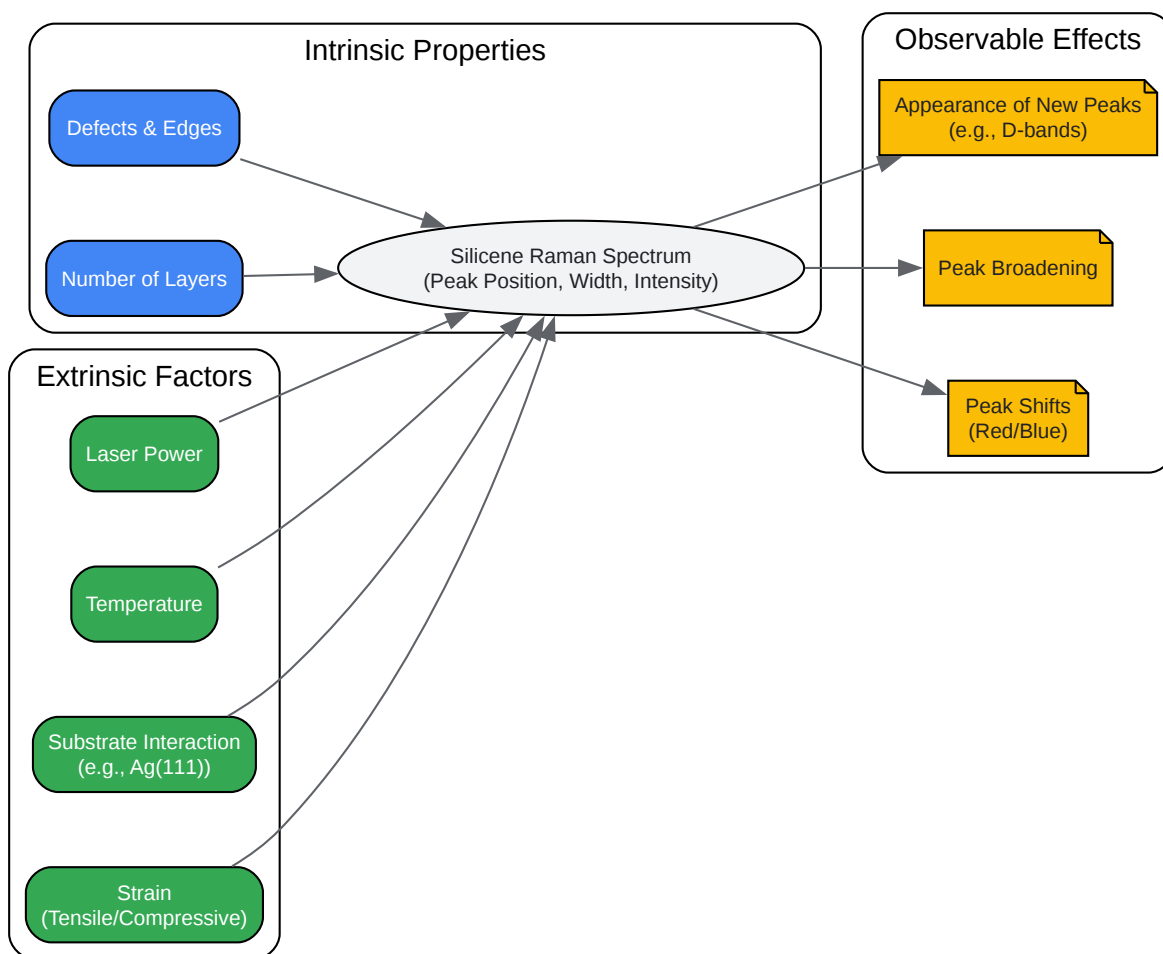 Intrinsic Properties
Defects & Edges
Number of Layers
Silicene Raman Spectrum
(Peak Position, Width, Intensity)
Extrinsic Factors
Laser Power
Temperature
Substrate Interaction
(e.g., Ag(111))
Strain
(Tensile/Compressive)
Observable Effects
Appearance of New Peaks
(e.g., D-bands)
Peak Broadening
Peak Shifts
(Red/Blue)